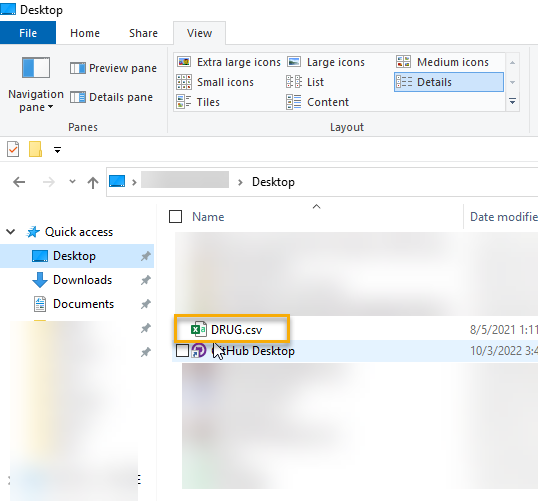 Desktop
File Home Share View
Extra large icons Large icons Medium icons
Preview pane
Small icons List Details
Navigation pane Details pane
Tiles Content
Panes Layout
Desktop
Name Date modifie
Quick access
Desktop
Downloads
Documents
DRUG.csv 8/5/2021 1:11
Hub Desktop 10/3/2022 3:4
E